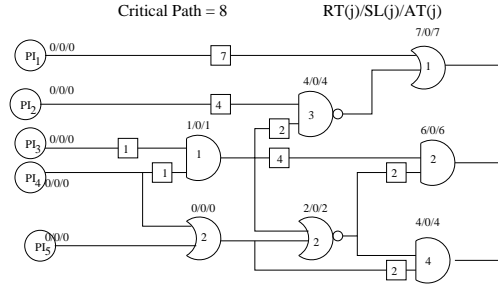 Critical Path = 8 RT(j)/SL(j)/AT(j)
7/0/7
0/0/0
PI1 7 1
0/0/0 4/0/4
PI2 4 3
0/0/0 1/0/1 2 6/0/6
PI3 1 1 4 2
PI4 0/0/0 1 2
0/0/0 2/0/2 4/0/4
0/0/0 2 2
PI5 2 4